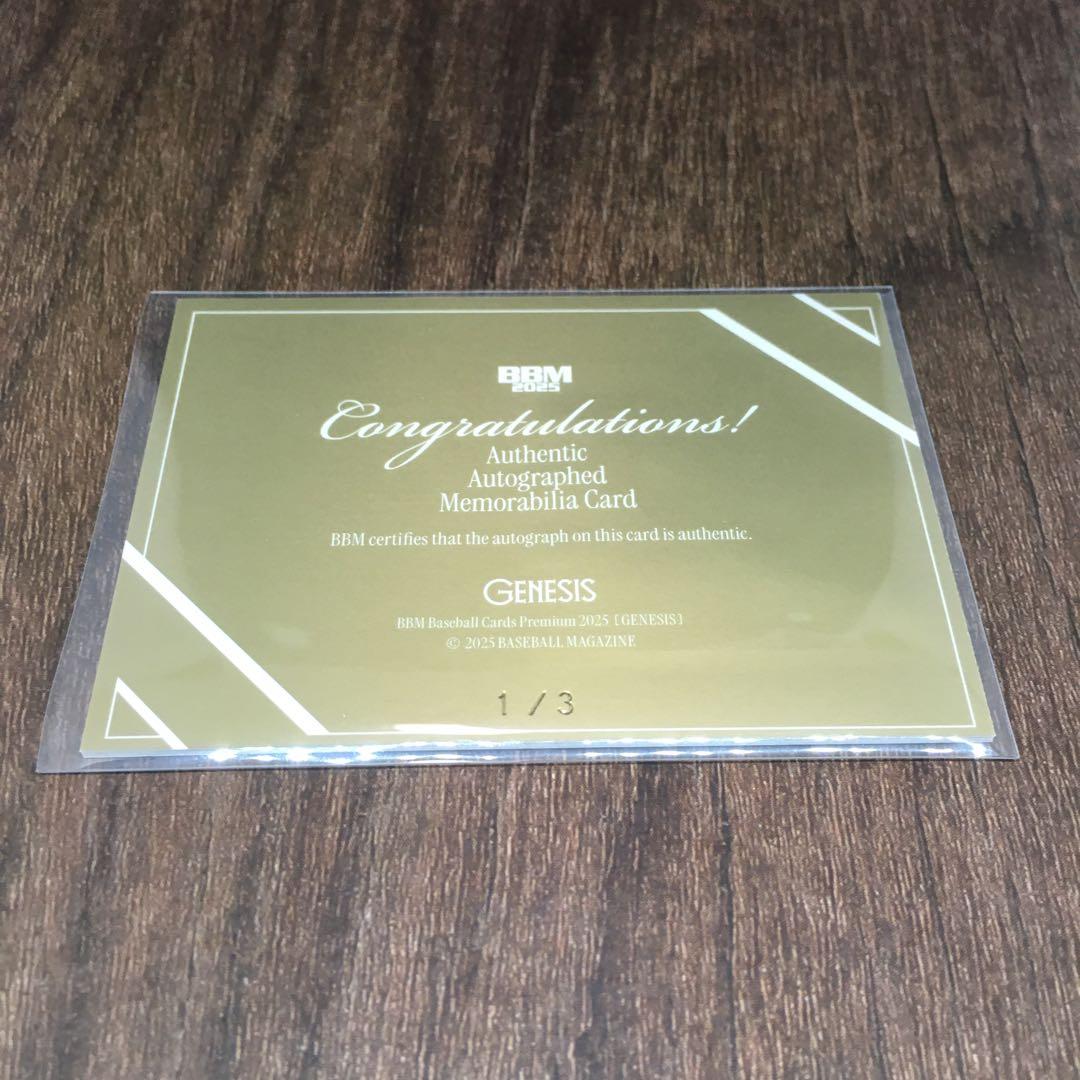 BBM
2025
Congratulations!
Authentic
Autographed
Memorabilia Card
BBM certifies that the autograph on this card is authentic.
GENESIS
BBM Baseball Cards Premium 2025 [GENESIS]
© 2025 BASEBALL MAGAZINE
1 / 3